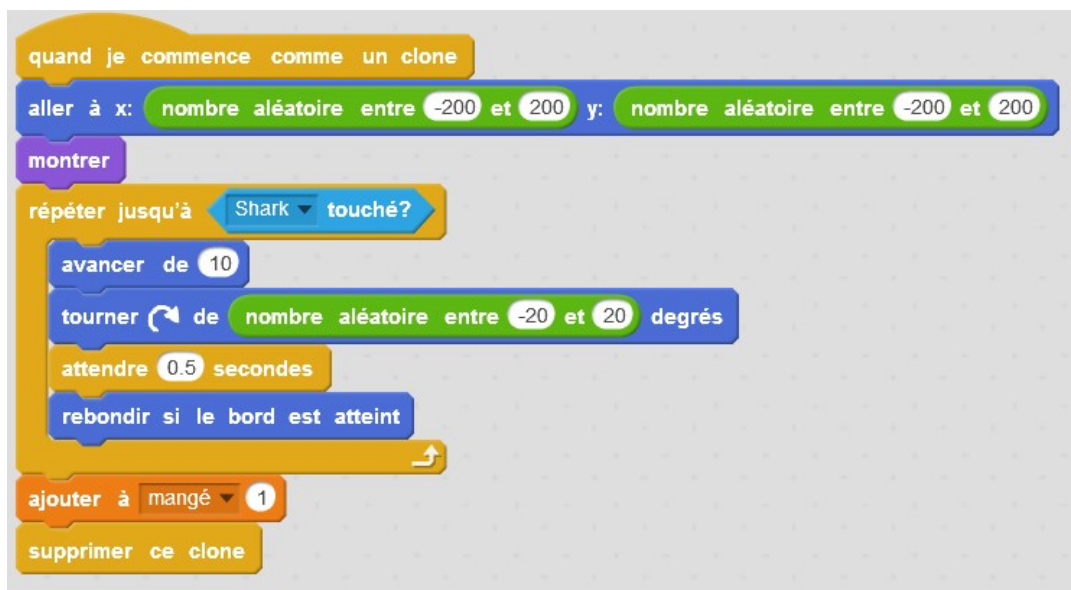 quand je commence comme un clone
aller à x: nombre aléatoire entre -200 et 200 y: nombre aléatoire entre -200 et 200
montrer
répéter jusqu'à Shark touché?
avancer de 10
tourner de nombre aléatoire entre -20 et 20 degrés
attendre 0.5 secondes
rebondir si le bord est atteint
ajouter à mangé 1
supprimer ce clone